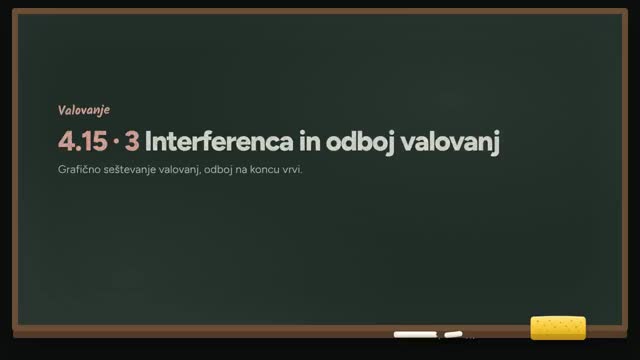 Valovanje
4.15 · 3 Interferenca in odboj valovanj
Grafično seštevanje valovanj, odboj na koncu vrvi.